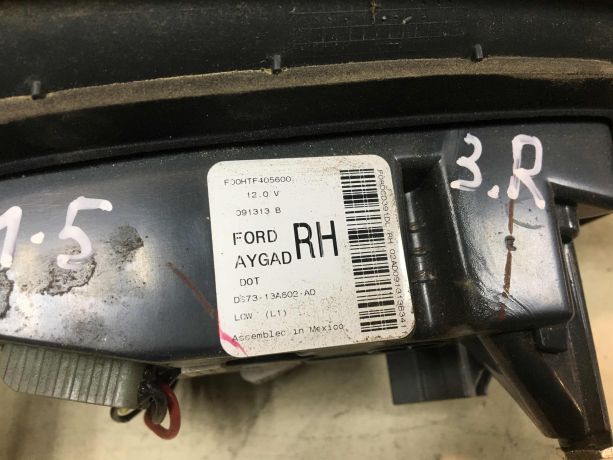 1.5
3.R
F00HTF405600
12.0 V
091313 B
FORD RH
AYGAD
DOT
DS73-13A602-AD
LOW (L1)
Assembled in Mexico